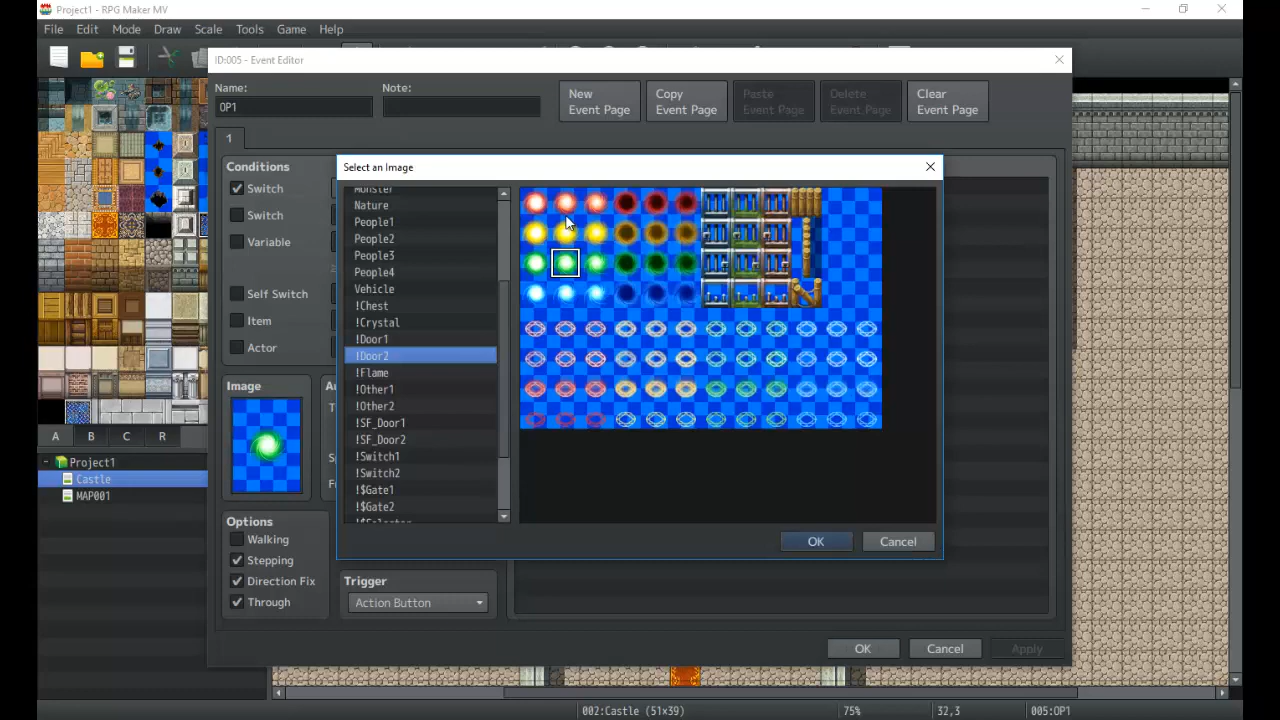 Project1 - RPG Maker MV
File Edit Mode Draw Scale Tools Game Help
ID:005 - Event Editor
Name: Note:
OP1
New Event Page
Copy Event Page
Paste Event Page
Delete Event Page
Clear Event Page
1
Conditions
Switch
Switch
Variable
Self Switch
Item
Actor
Image
Options
Walking
Stepping
Direction Fix
Through
Trigger
Action Button
Select an Image
Monster
Nature
People1
People2
People3
People4
Vehicle
!Chest
!Crystal
!Door1
!Door2
!Flame
!Other1
!Other2
!SF_Door1
!SF_Door2
!Switch1
!Switch2
!$Gate1
!$Gate2
OK Cancel
OK Cancel Apply
A B C R
Project1
Castle
MAP001
002:Castle (51x39) 75% 32,3 005:OP1